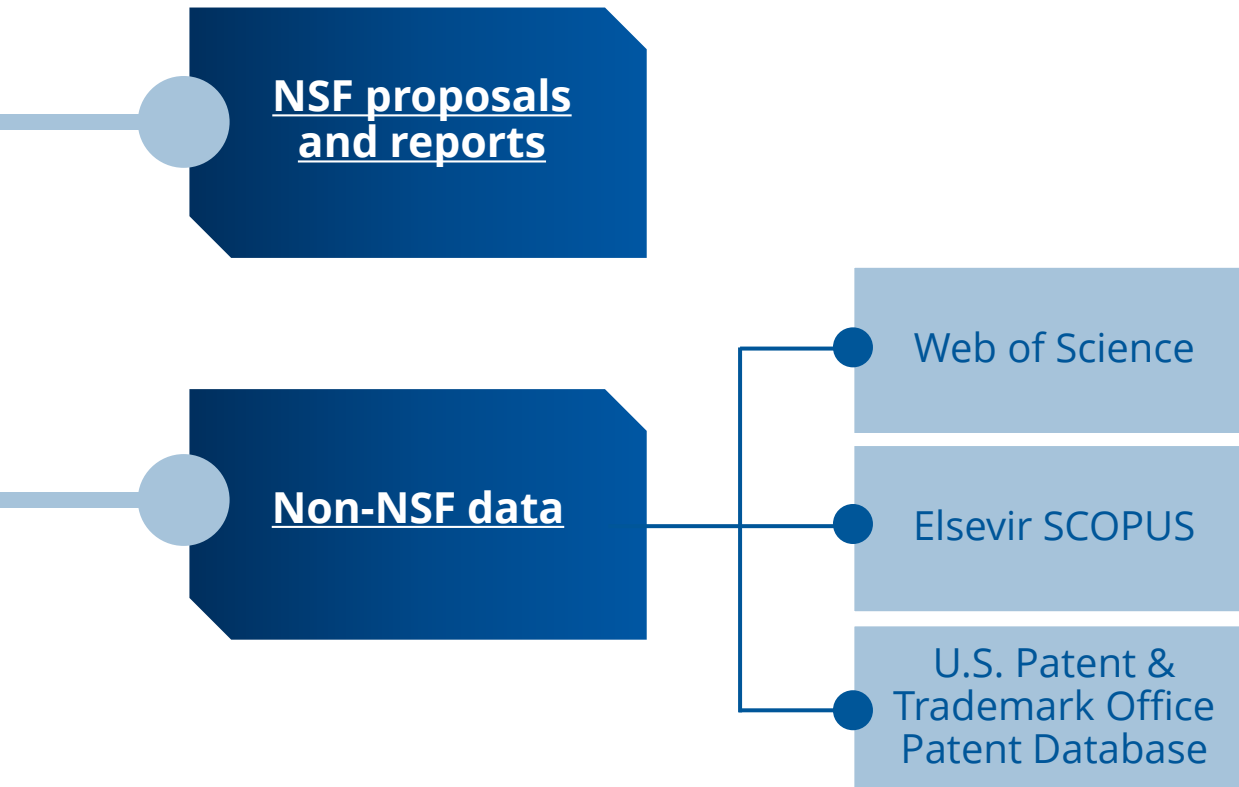 NSF proposals
and reports
Non-NSF data
Web of Science
Elsevir SCOPUS
U.S. Patent &
Trademark Office
Patent Database